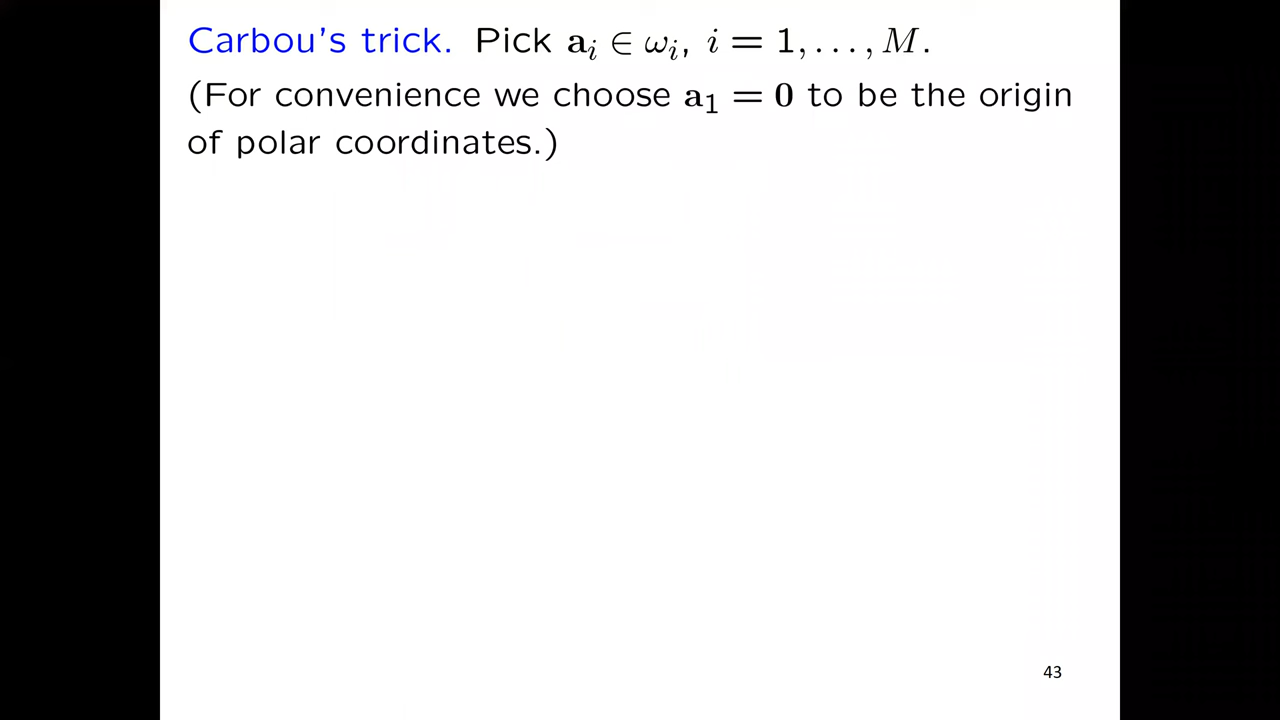 Carbou's trick. Pick a_i ∈ ω_i, i = 1, . . . , M.
(For convenience we choose a_1 = 0 to be the origin
of polar coordinates.)
43